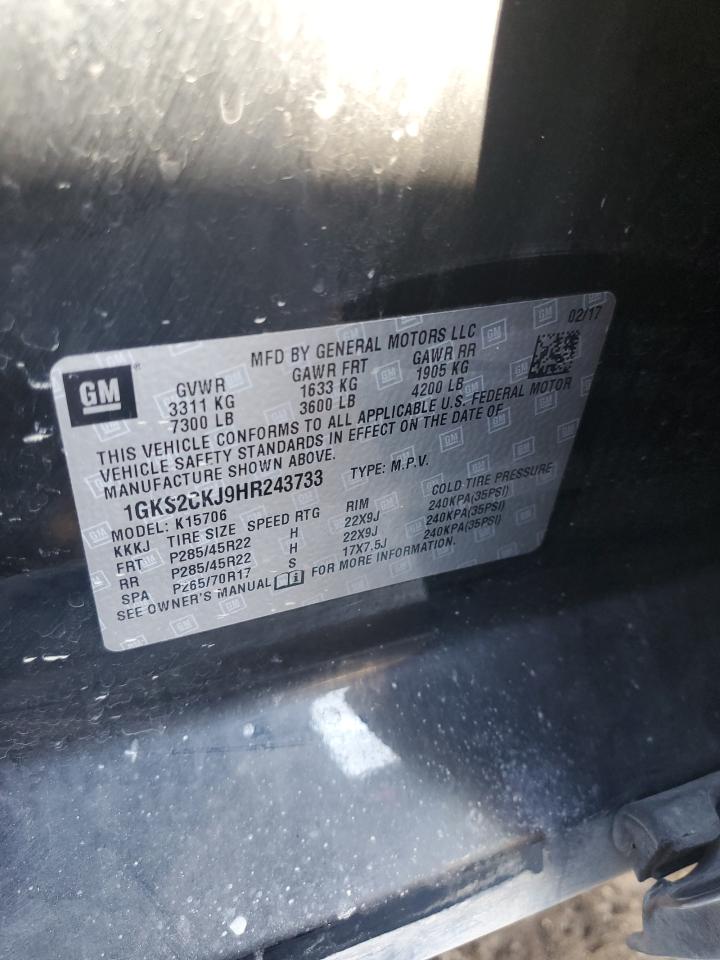 GM
MFD BY GENERAL MOTORS LLC
02/17
GVWR GAWR FRT GAWR RR
3311 KG 1633 KG 1905 KG
7300 LB 3600 LB 4200 LB
THIS VEHICLE CONFORMS TO ALL APPLICABLE U.S. FEDERAL MOTOR
VEHICLE SAFETY STANDARDS IN EFFECT ON THE DATE OF
MANUFACTURE SHOWN ABOVE.
1GKS2CKJ9HR243733 TYPE: M.P.V.
MODEL: K15706
KKKJ TIRE SIZE SPEED RTG RIM COLD TIRE PRESSURE
FRT P285/45R22 H 22X9J 240KPA(35PSI)
RR P285/45R22 H 22X9J 240KPA(35PSI)
SPA P265/70R17 S 17X7.5J 240KPA(35PSI)
SEE OWNER'S MANUAL FOR MORE INFORMATION.